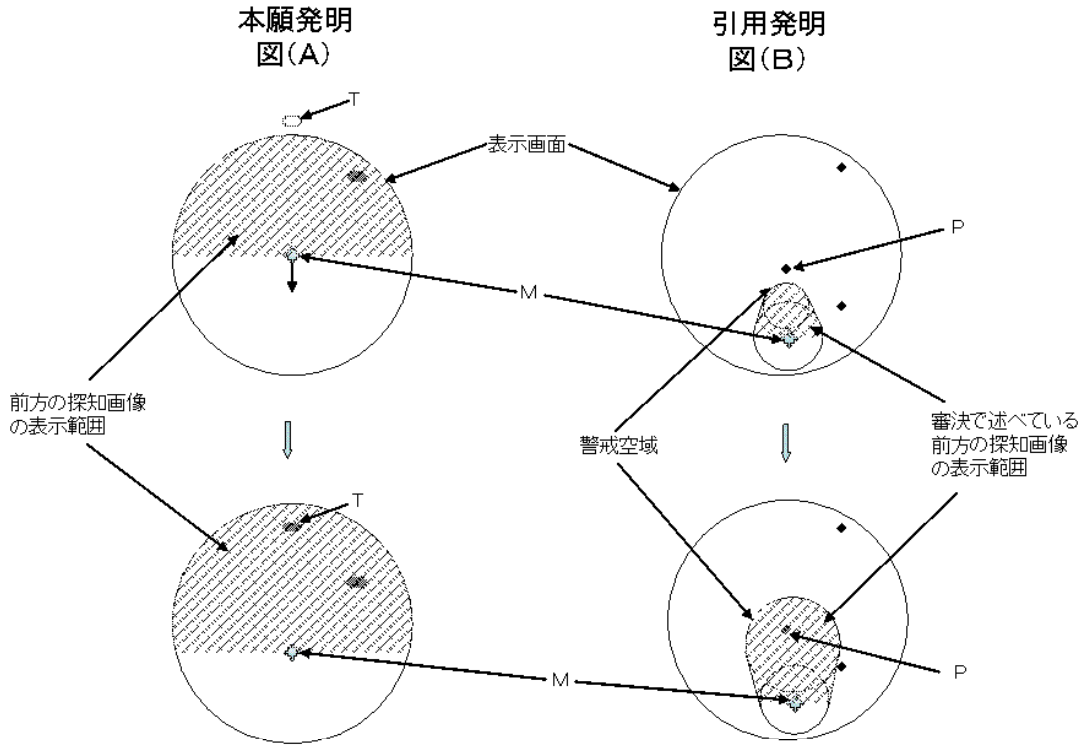 本願発明
図(A)
引用発明
図(B)
T
表示画面
P
M
前方の探知画像
の表示範囲
警戒空域
審決で述べている
前方の探知画像
の表示範囲
T
P
M